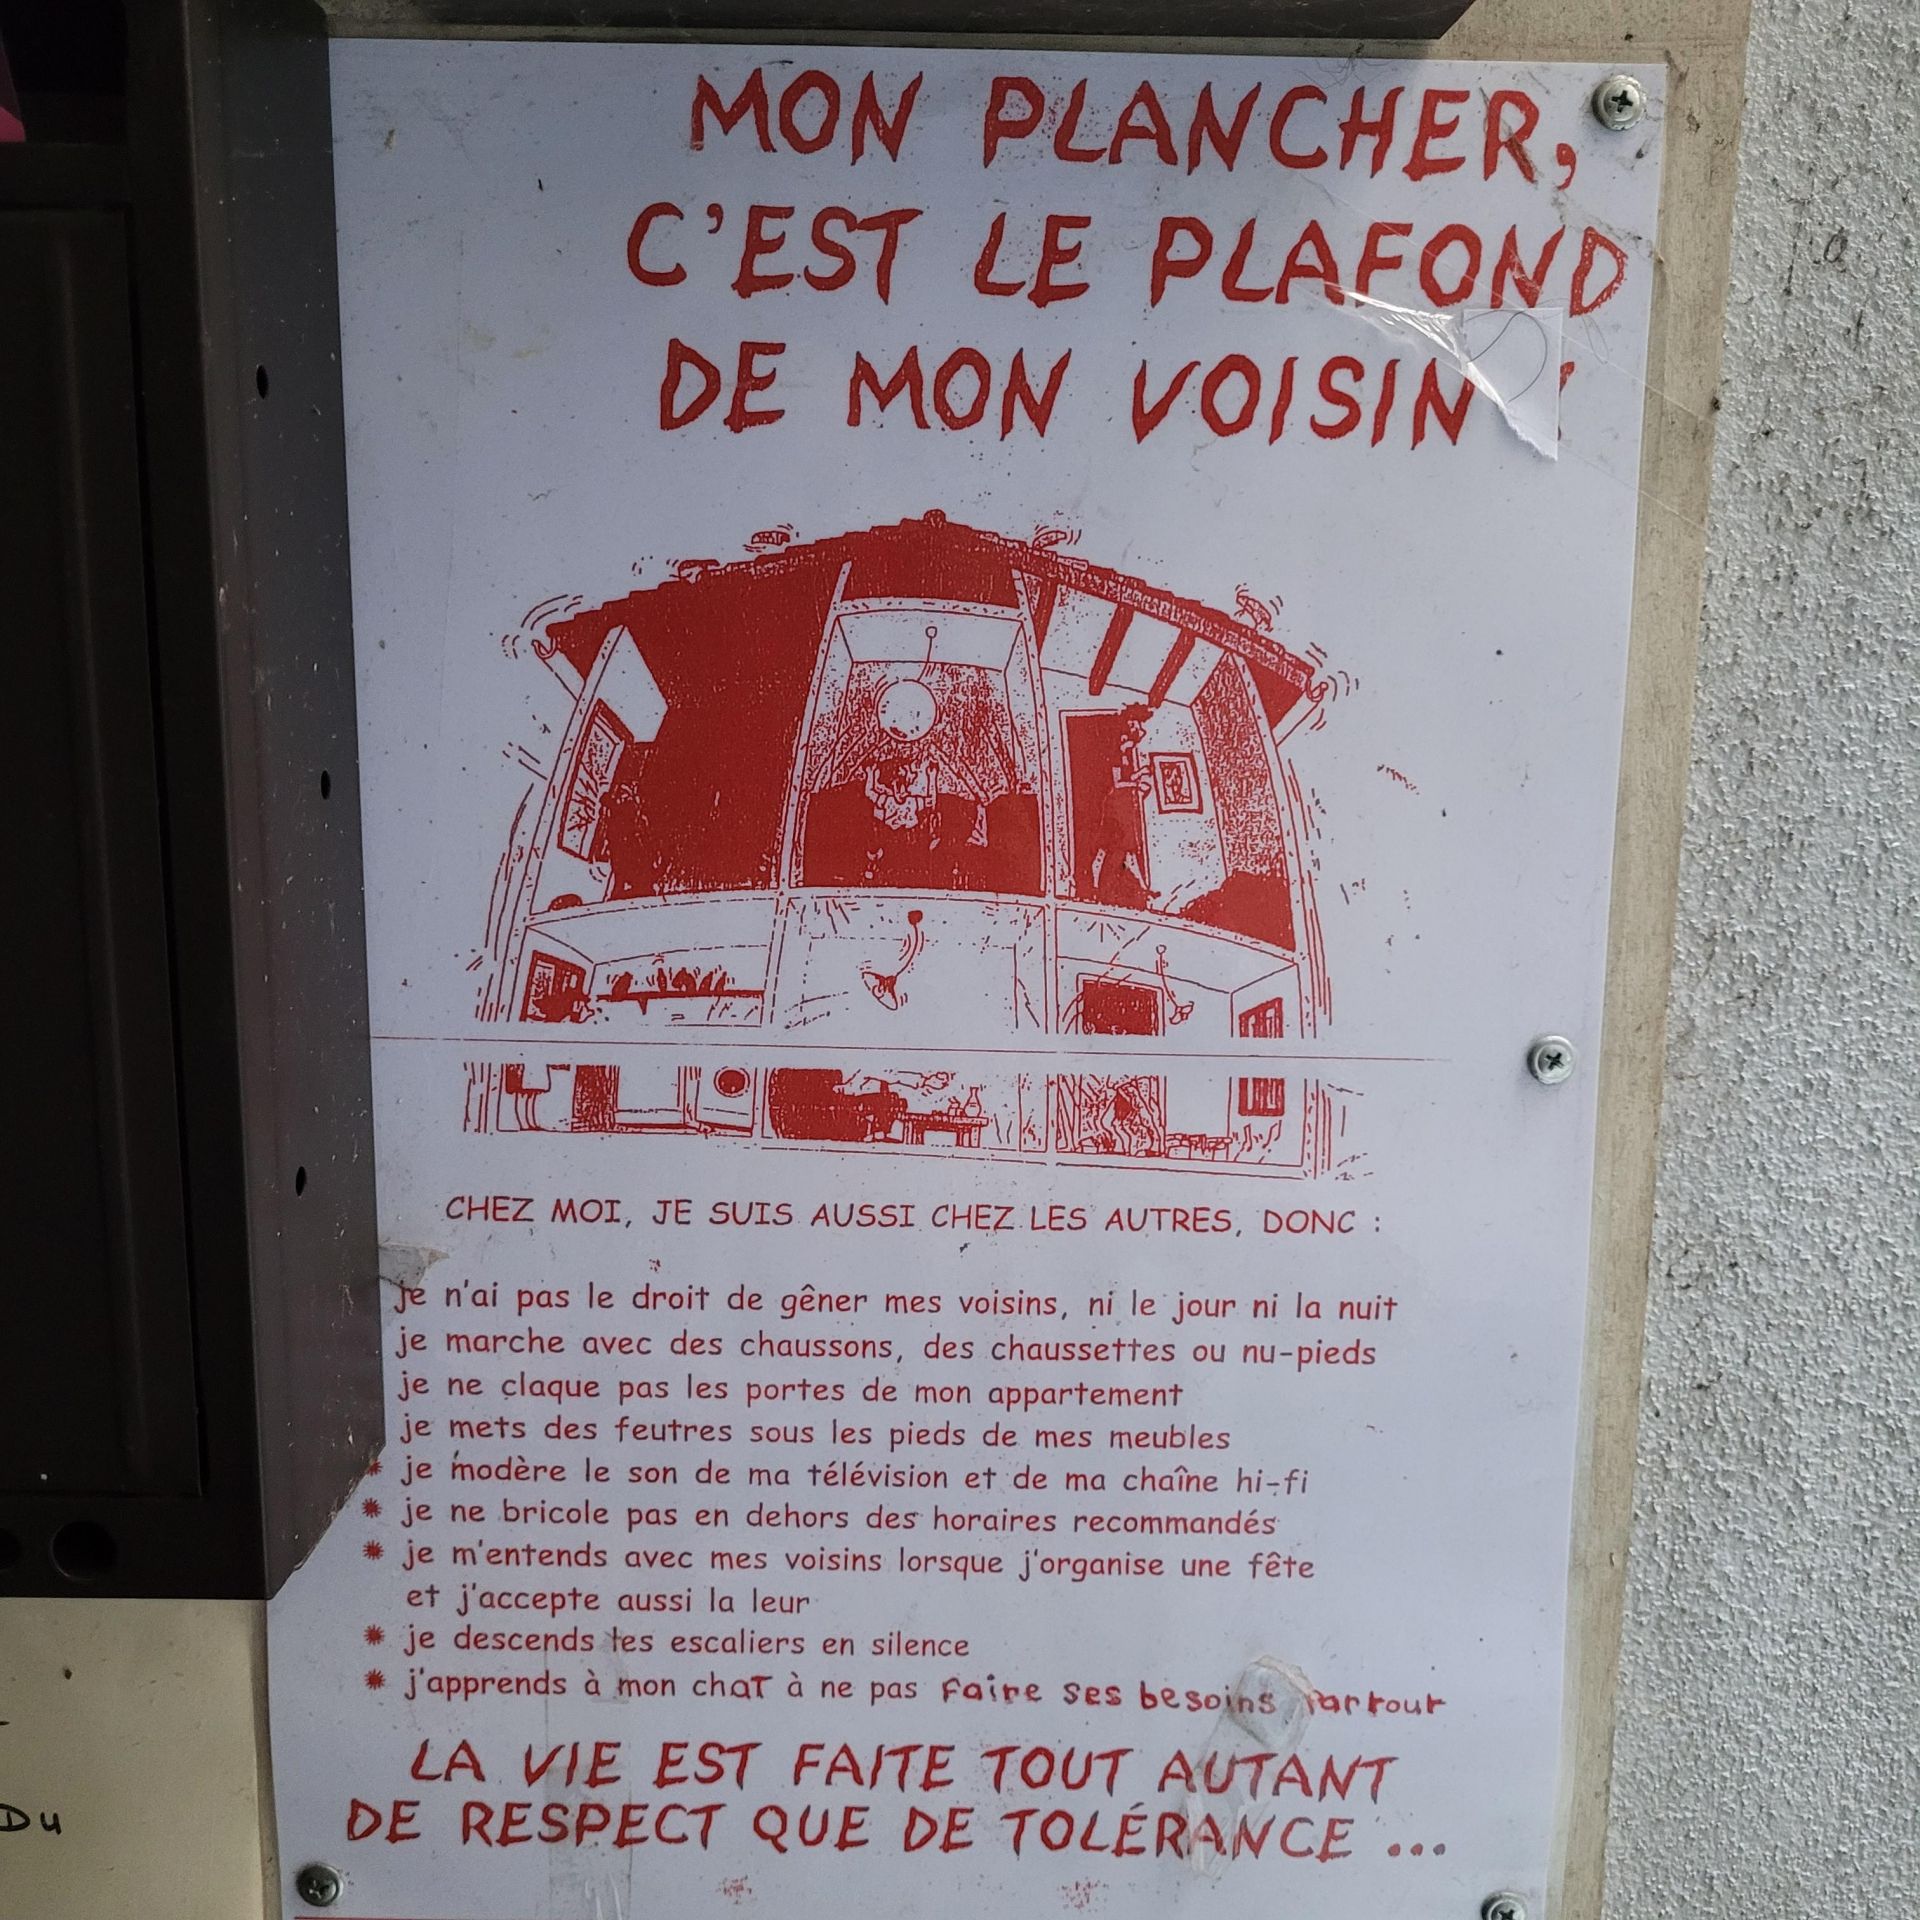 MON PLANCHER,
C'EST LE PLAFOND
DE MON VOISIN
CHEZ MOI, JE SUIS AUSSI CHEZ LES AUTRES, DONC :
je n'ai pas le droit de gêner mes voisins, ni le jour ni la nuit
je marche avec des chaussons, des chaussettes ou nu-pieds
je ne claque pas les portes de mon appartement
je mets des feutres sous les pieds de mes meubles
je modère le son de ma télévision et de ma chaîne hi-fi
je ne bricole pas en dehors des horaires recommandés
je m'entends avec mes voisins lorsque j'organise une fête
et j'accepte aussi la leur
je descends les escaliers en silence
j'apprends à mon chaT à ne pas Faire ses besoins Partout
LA VIE EST FAITE TOUT AUTANT
DE RESPECT QUE DE TOLÉRANCE ...
Du